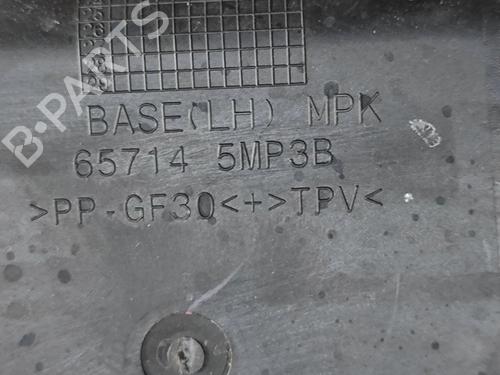 B-PARTS
BASE(LH) MPK
65714 5MP3B
>PP-GF30<+>TPV<